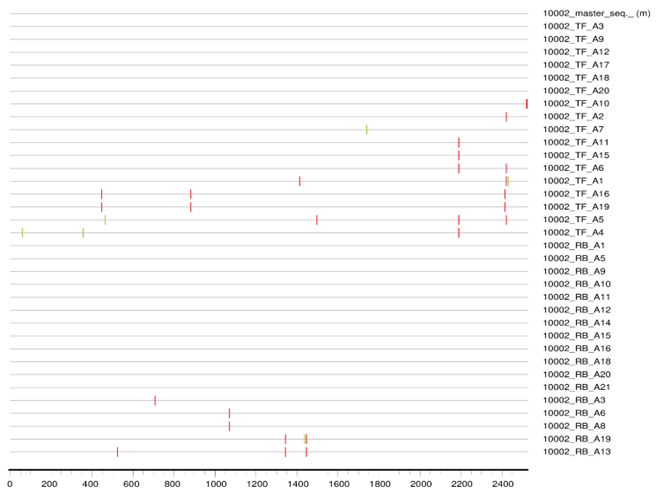 10002_master_seq._ (m)
10002_TF_A3
10002_TF_A9
10002_TF_A12
10002_TF_A17
10002_TF_A18
10002_TF_A20
10002_TF_A10
10002_TF_A2
10002_TF_A7
10002_TF_A11
10002_TF_A15
10002_TF_A6
10002_TF_A1
10002_TF_A16
10002_TF_A19
10002_TF_A5
10002_TF_A4
10002_RB_A1
10002_RB_A5
10002_RB_A9
10002_RB_A10
10002_RB_A11
10002_RB_A12
10002_RB_A14
10002_RB_A15
10002_RB_A16
10002_RB_A18
10002_RB_A20
10002_RB_A21
10002_RB_A3
10002_RB_A6
10002_RB_A8
10002_RB_A19
10002_RB_A13
0 200 400 600 800 1000 1200 1400 1600 1800 2000 2200 2400